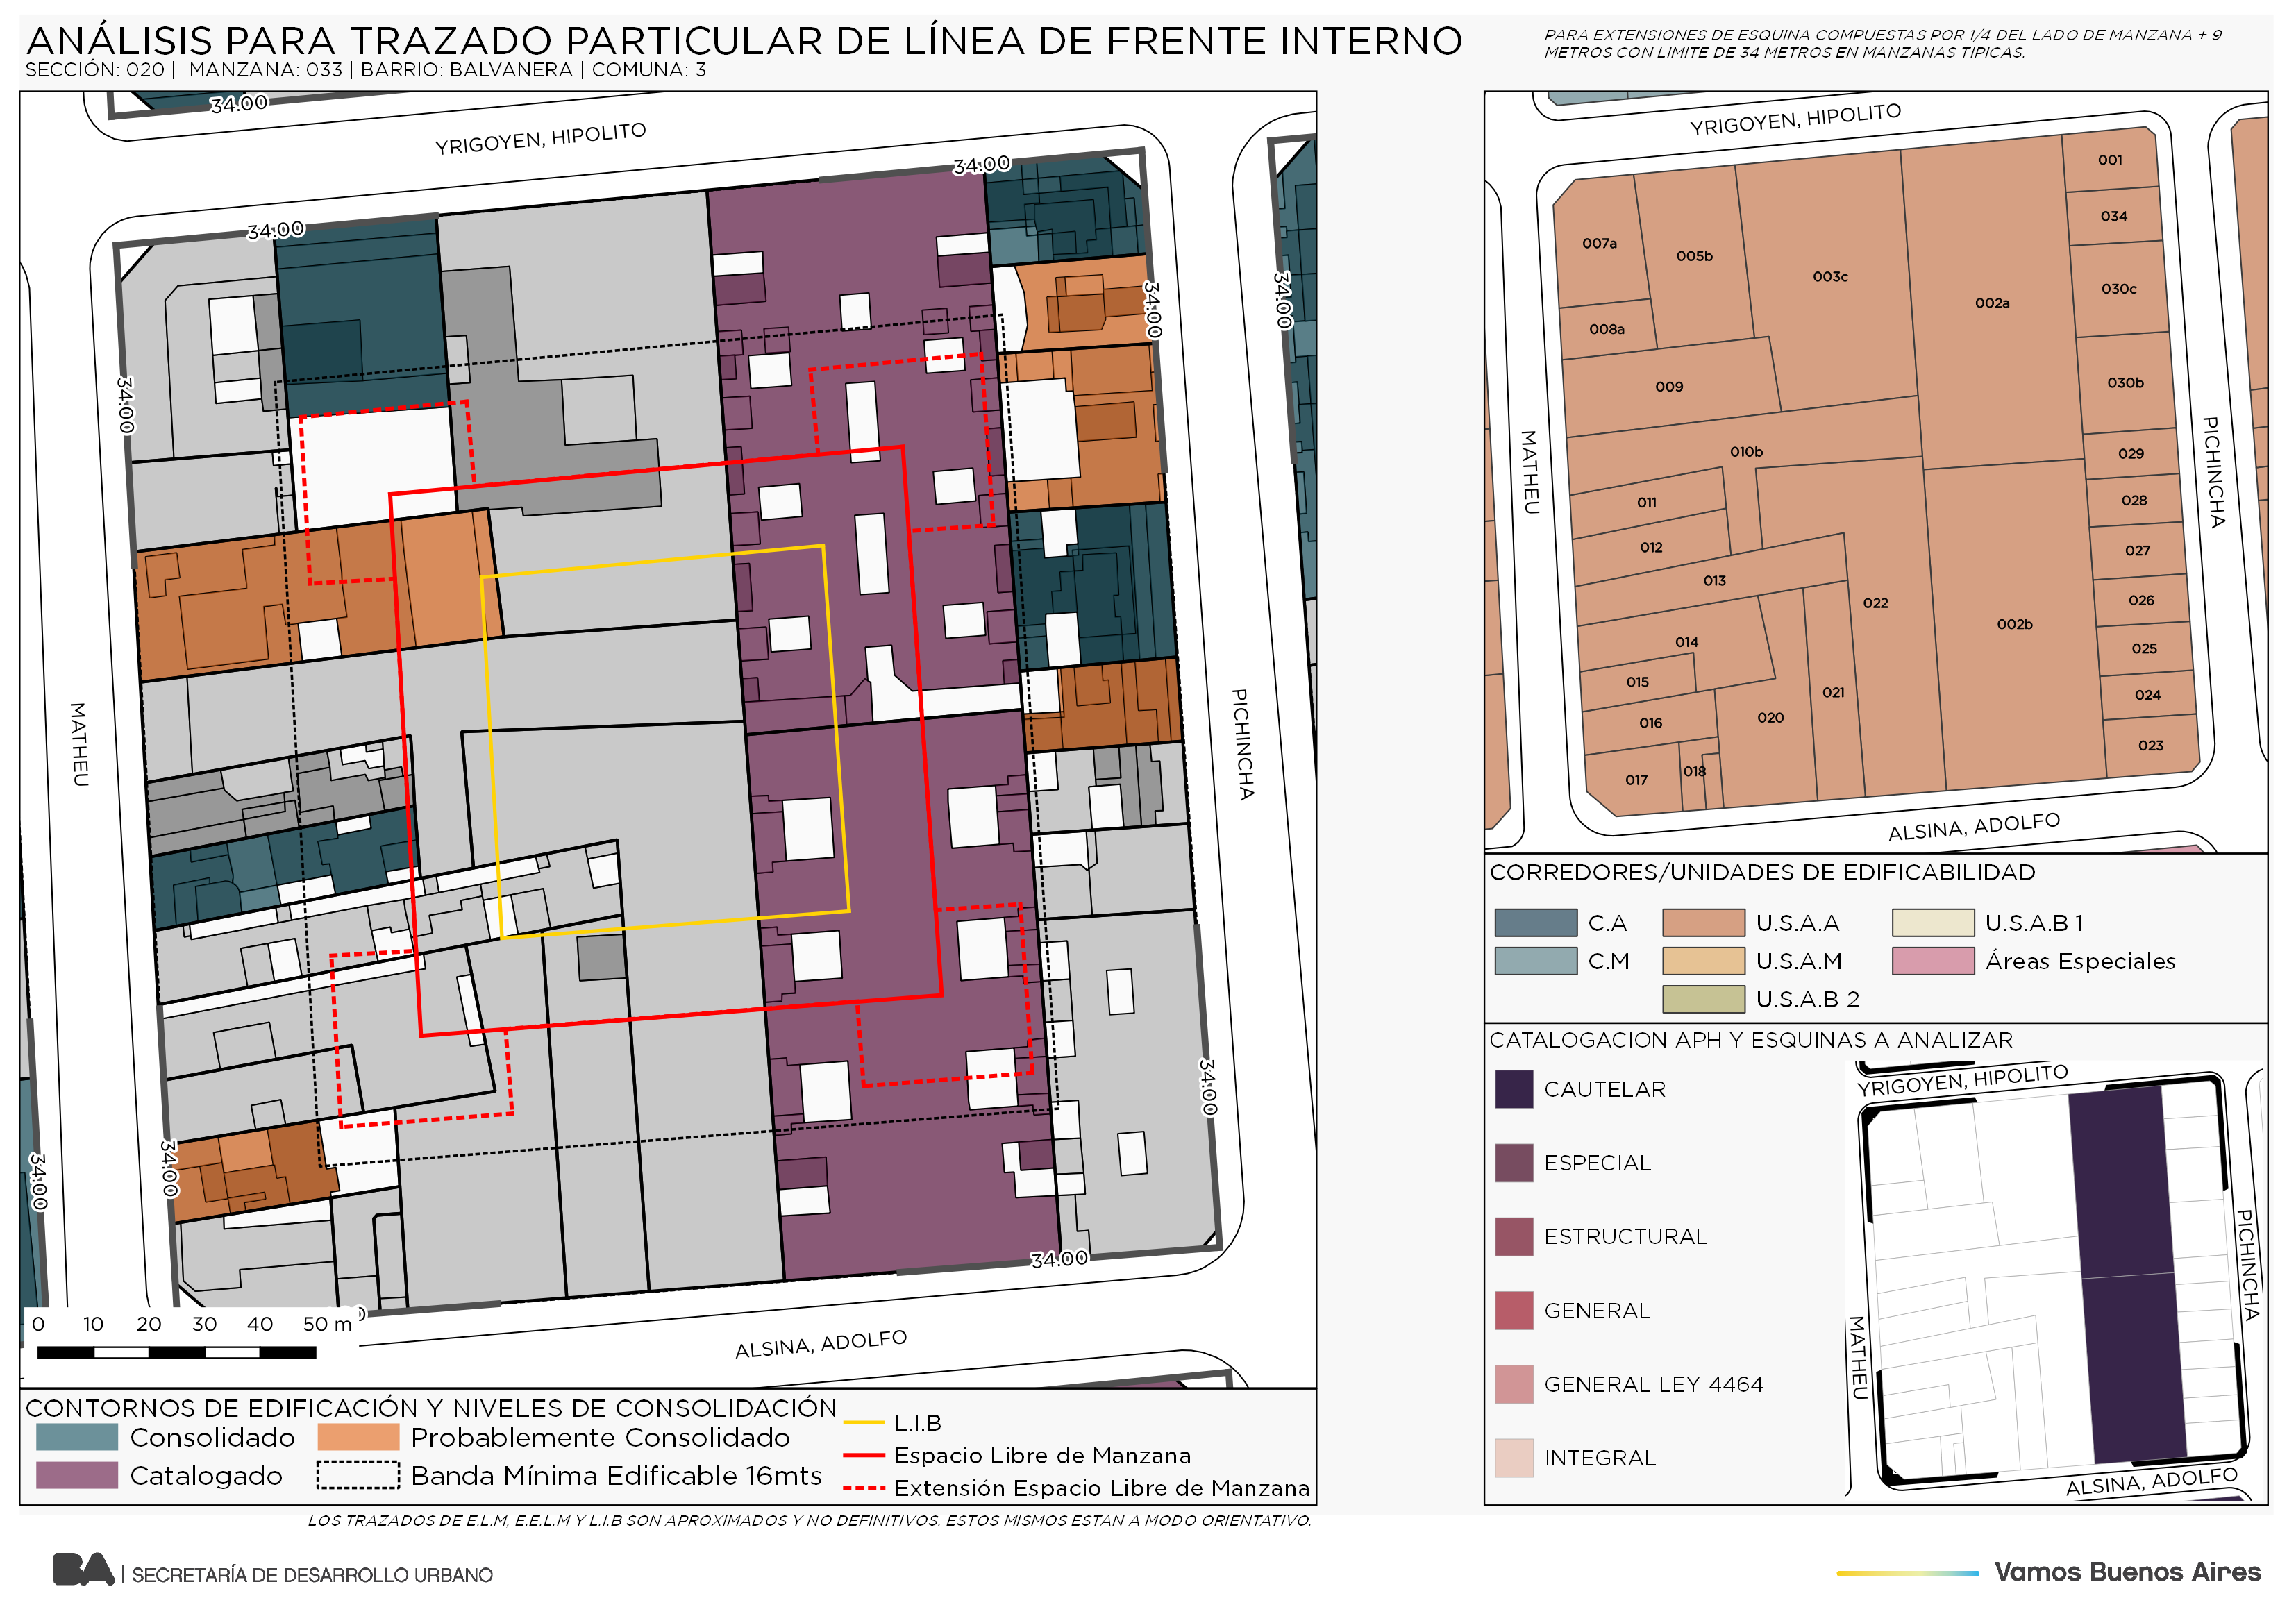 ANÁLISIS PARA TRAZADO PARTICULAR DE LÍNEA DE FRENTE INTERNO
SECCIÓN: 020 | MANZANA: 033 | BARRIO: BALVANERA | COMUNA: 3
PARA EXTENSIONES DE ESQUINA COMPUESTAS POR 1/4 DEL LADO DE MANZANA + 9
METROS CON LIMITE DE 34 METROS EN MANZANAS TIPICAS.
34.00
YRIGOYEN, HIPOLITO
34.00
34.00
34.00
34.00
34.00
MATHEU
PICHINCHA
34.00
34.00
34.00
34.00
ALSINA, ADOLFO
0 10 20 30 40 50 m
CONTORNOS DE EDIFICACIÓN Y NIVELES DE CONSOLIDACIÓN
Consolidado
Probablemente Consolidado
Catalogado
Banda Mínima Edificable 16mts
L.I.B
Espacio Libre de Manzana
Extensión Espacio Libre de Manzana
LOS TRAZADOS DE E.L.M, E.E.L.M Y L.I.B SON APROXIMADOS Y NO DEFINITIVOS. ESTOS MISMOS ESTAN A MODO ORIENTATIVO.
YRIGOYEN, HIPOLITO
001
034
007a
005b
003c
002a
030c
008a
009
030b
010b
029
MATHEU
PICHINCHA
011
028
012
027
013
022
026
002b
014
025
015
021
024
016
020
023
017
018
ALSINA, ADOLFO
CORREDORES/UNIDADES DE EDIFICABILIDAD
C.A
U.S.A.A
U.S.A.B 1
C.M
U.S.A.M
Áreas Especiales
U.S.A.B 2
CATALOGACION APH Y ESQUINAS A ANALIZAR
CAUTELAR
ESPECIAL
ESTRUCTURAL
GENERAL
GENERAL LEY 4464
INTEGRAL
YRIGOYEN, HIPOLITO
PICHINCHA
MATHEU
ALSINA, ADOLFO
BA | SECRETARÍA DE DESARROLLO URBANO
Vamos Buenos Aires